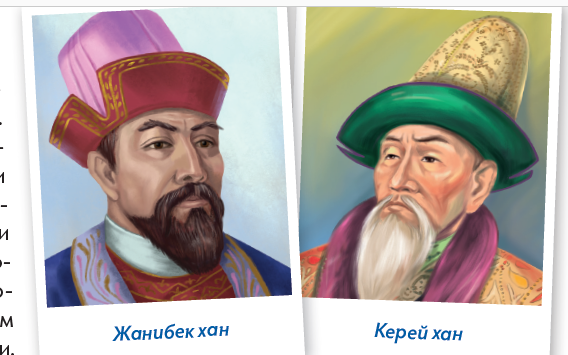 -
и
-
и
о-
о-
м
и.
Жанибек хан
Керей хан